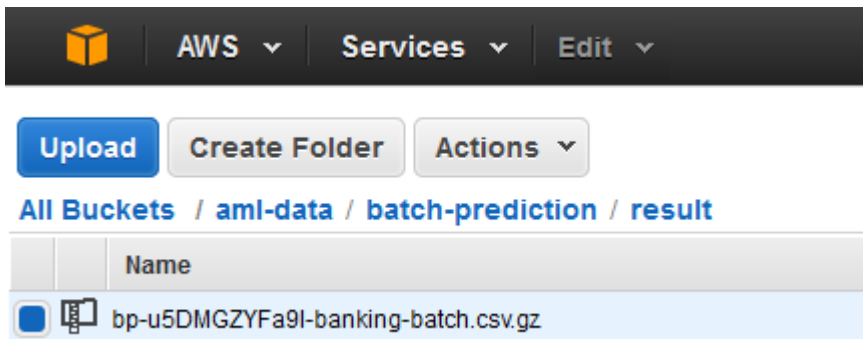 AWS Services Edit
Upload Create Folder Actions
All Buckets / aml-data / batch-prediction / result
Name
bp-u5DMGZYFa9I-banking-batch.csv.gz